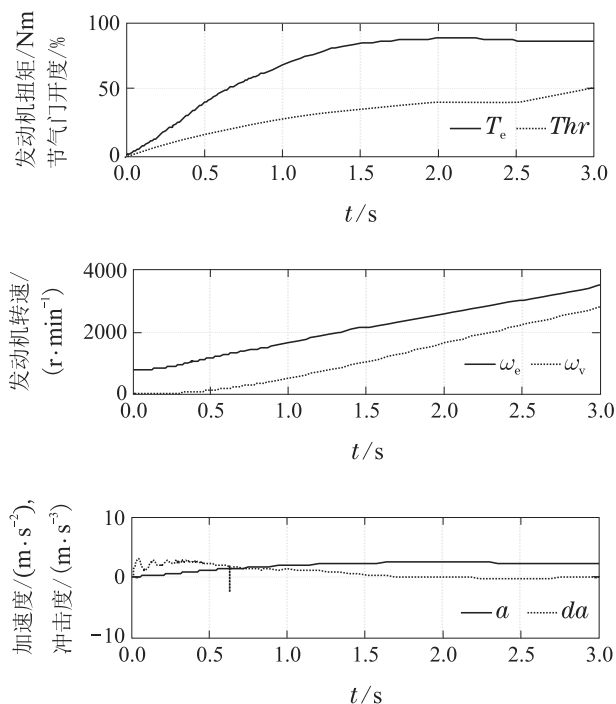 发动机扭矩/Nm
节气门开度/%
100
50
0
T_e Thr
0.0 0.5 1.0 1.5 2.0 2.5 3.0
t/s
发动机转速/
(r·min⁻¹)
4000
2000
0
ω_e ω_v
0.0 0.5 1.0 1.5 2.0 2.5 3.0
t/s
加速度/(m·s⁻²),
冲击度/(m·s⁻³)
10
0
−10
a da
0.0 0.5 1.0 1.5 2.0 2.5 3.0
t/s